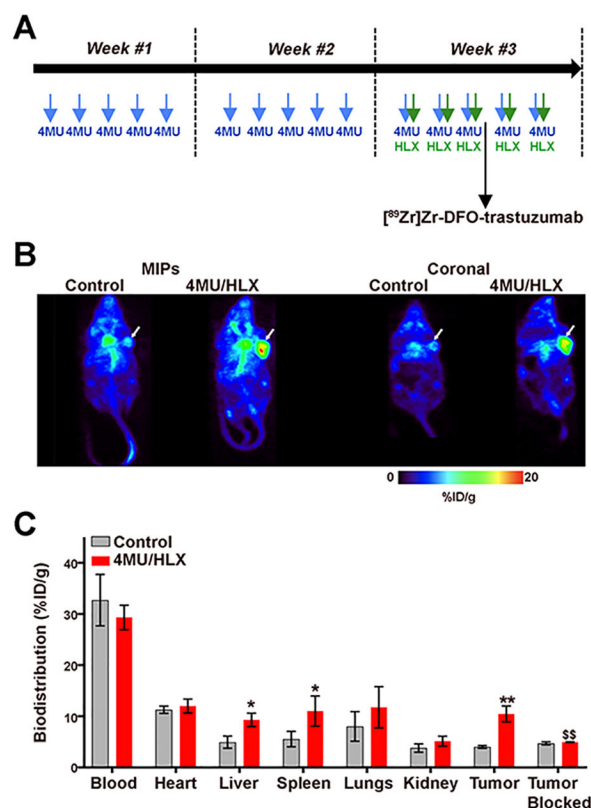 A
Week #1 Week #2 Week #3
4MU 4MU 4MU 4MU 4MU 4MU 4MU 4MU 4MU 4MU 4MU 4MU 4MU 4MU 4MU
HLX HLX HLX HLX HLX
[⁸⁹Zr]Zr-DFO-trastuzumab
B
MIPs Coronal
Control 4MU/HLX Control 4MU/HLX
0 20
%ID/g
C
Control
4MU/HLX
Biodistribution (%ID/g)
40
30
20
10
0
* * ** $$
Blood Heart Liver Spleen Lungs Kidney Tumor Tumor
Blocked